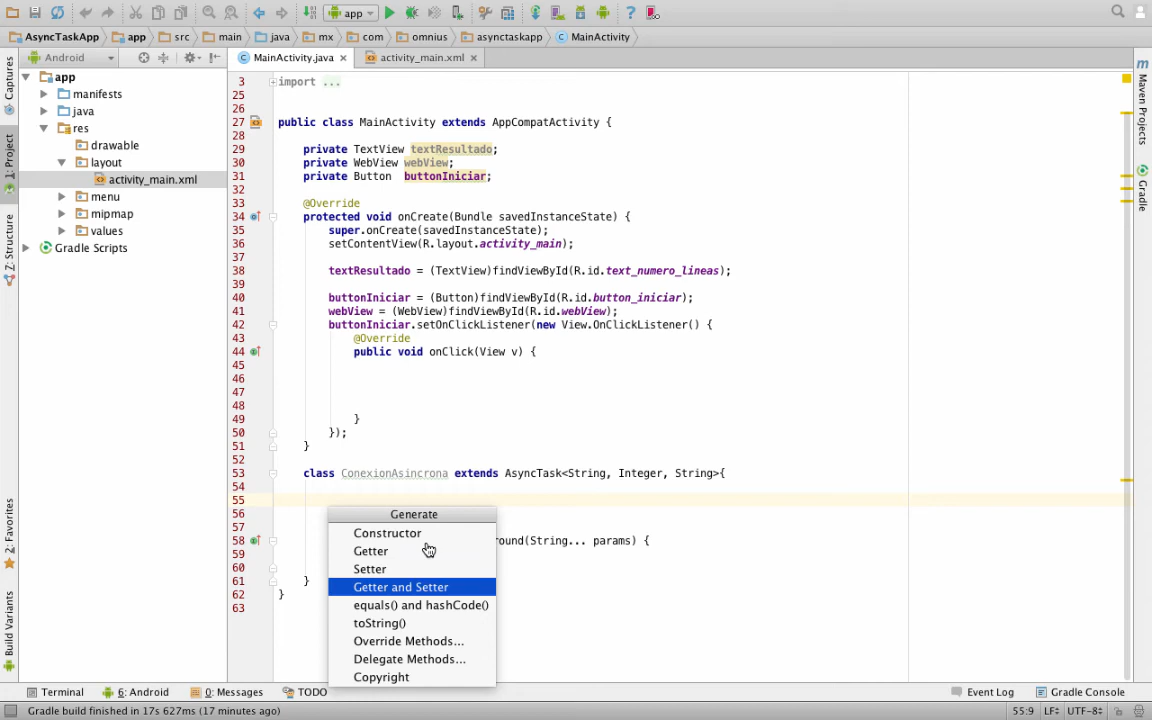 app
AsyncTaskApp app src main java mx com omnius asynctaskapp MainActivity
Android
MainActivity.java
activity_main.xml
Captures
1: Project
7: Structure
2: Favorites
Build Variants
app
manifests
java
res
drawable
layout
activity_main.xml
menu
mipmap
values
Gradle Scripts
3 import ...
25
26
27 public class MainActivity extends AppCompatActivity {
28
29 private TextView textResultado;
30 private WebView webView;
31 private Button buttonIniciar;
32
33 @Override
34 protected void onCreate(Bundle savedInstanceState) {
35 super.onCreate(savedInstanceState);
36 setContentView(R.layout.activity_main);
37
38 textResultado = (TextView)findViewById(R.id.text_numero_lineas);
39
40 buttonIniciar = (Button)findViewById(R.id.button_iniciar);
41 webView = (WebView)findViewById(R.id.webView);
42 buttonIniciar.setOnClickListener(new View.OnClickListener() {
43 @Override
44 public void onClick(View v) {
45
46
47
48
49 }
50 });
51 }
52
53 class ConexionAsincrona extends AsyncTask<String, Integer, String>{
54
55
56
57
58 round(String... params) {
59
60
61 }
62 }
63
Generate
Constructor
Getter
Setter
Getter and Setter
equals() and hashCode()
toString()
Override Methods...
Delegate Methods...
Copyright
Maven Projects
Gradle
Terminal 6: Android 0: Messages TODO Event Log Gradle Console
Gradle build finished in 17s 627ms (17 minutes ago) 55:9 LF UTF-8